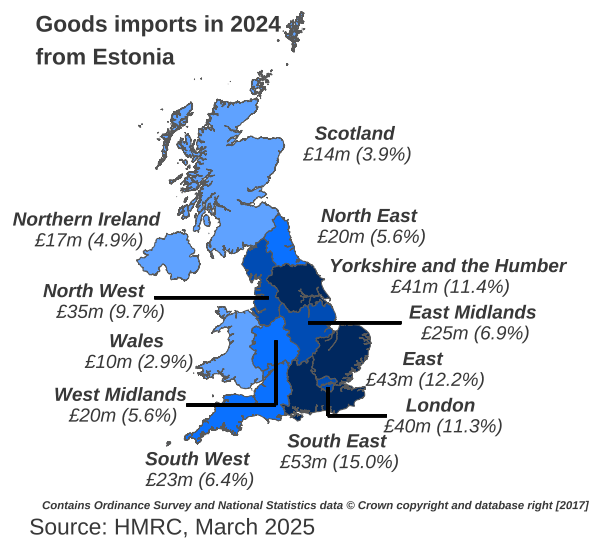 Goods imports in 2024
from Estonia
Scotland
£14m (3.9%)
Northern Ireland
£17m (4.9%)
North East
£20m (5.6%)
Yorkshire and the Humber
£41m (11.4%)
North West
£35m (9.7%)
East Midlands
£25m (6.9%)
Wales
£10m (2.9%)
East
£43m (12.2%)
West Midlands
£20m (5.6%)
London
£40m (11.3%)
South East
£53m (15.0%)
South West
£23m (6.4%)
Contains Ordinance Survey and National Statistics data © Crown copyright and database right [2017]
Source: HMRC, March 2025